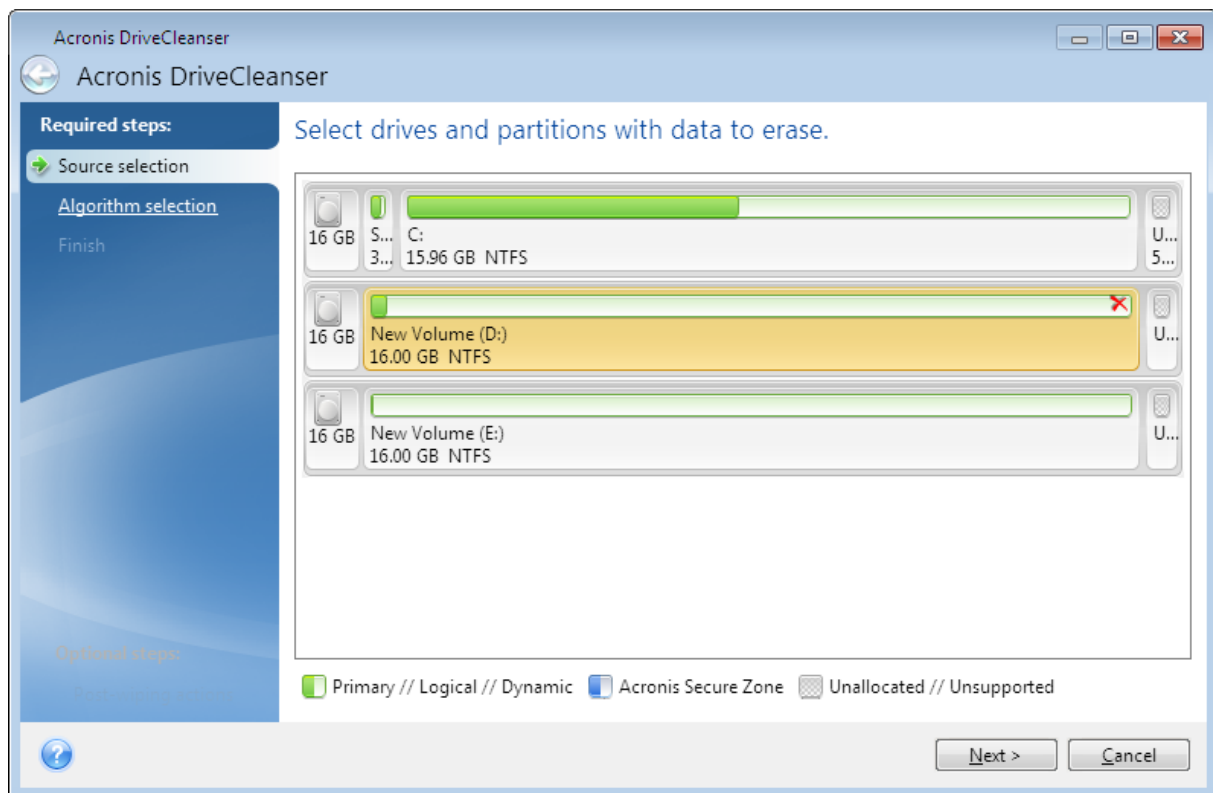 Acronis DriveCleanser
Acronis DriveCleanser
Required steps:
Source selection
Algorithm selection
Finish
Optional steps:
Select drives and partitions with data to erase.
16 GB
S...
3...
C:
15.96 GB NTFS
U...
5...
16 GB
New Volume (D:)
16.00 GB NTFS
U...
16 GB
New Volume (E:)
16.00 GB NTFS
U...
Primary // Logical // Dynamic
Acronis Secure Zone
Unallocated // Unsupported
?
Next >
Cancel